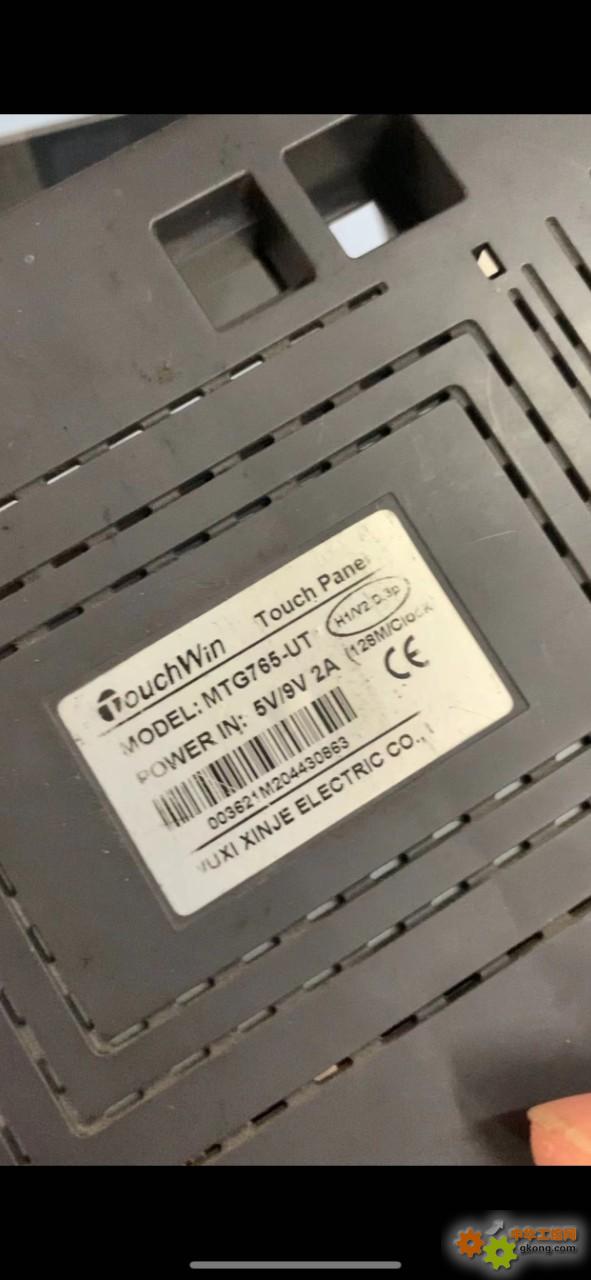 TouchWin Touch Pane
MODEL: MTG765-UT H1/V2.0.3p
POWER IN: 5V/9V 2A (128M/Clock
CE
003621M204430863
WUXI XINJE ELECTRIC CO.,
中华工控网
gkong.com